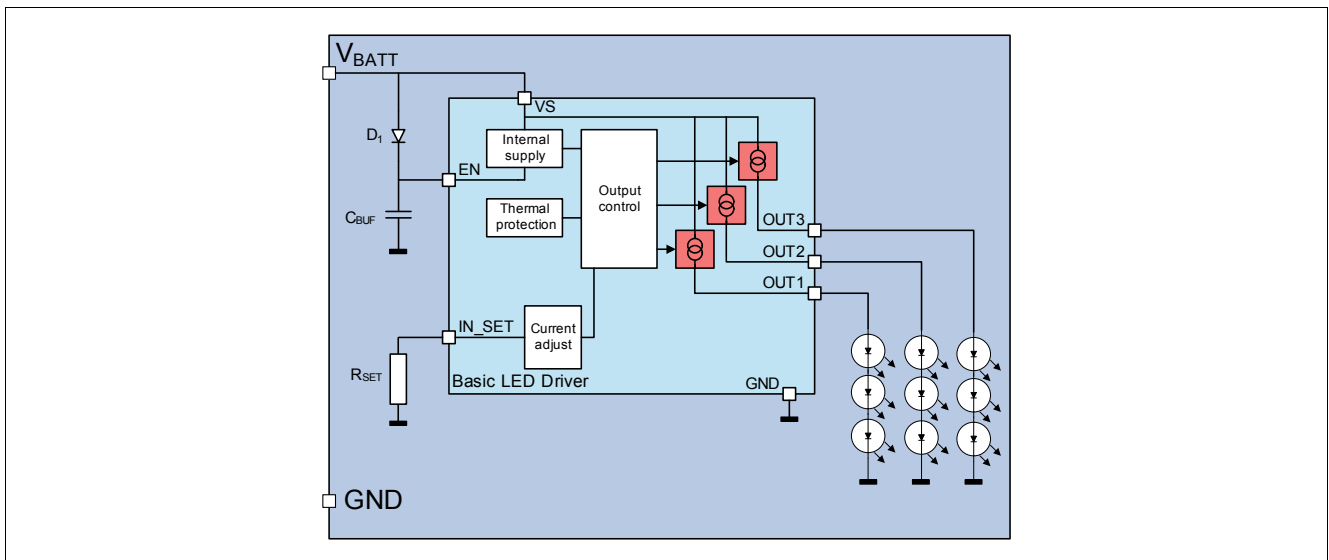 VBATT
VS
D1
Internal
supply
EN
Output
control
CBUF
Thermal
protection
OUT3
OUT2
OUT1
IN_SET
Current
adjust
RSET
Basic LED Driver
GND
GND